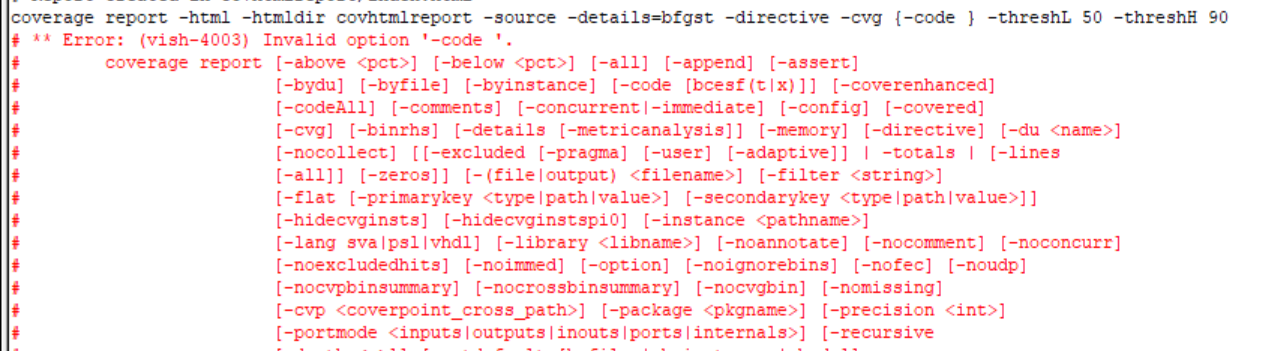 coverage report -html -htmldir covhtmlreport -source -details=bfgst -directive -cvg {-code } -threshL 50 -threshH 90
# ** Error: (vish-4003) Invalid option '-code '.
# coverage report [-above <pct>] [-below <pct>] [-all] [-append] [-assert]
# [-bydu] [-byfile] [-byinstance] [-code [bcesf(t|x)]] [-coverenhanced]
# [-codeAll] [-comments] [-concurrent|-immediate] [-config] [-covered]
# [-cvg] [-binrhs] [-details [-metricanalysis]] [-memory] [-directive] [-du <name>]
# [-nocollect] [[-excluded [-pragma] [-user] [-adaptive]] | -totals | [-lines
# [-all]] [-zeros]] [-(file|output) <filename>] [-filter <string>]
# [-flat [-primarykey <type|path|value>] [-secondarykey <type|path|value>]]
# [-hidecvginsts] [-hidecvginstspi0] [-instance <pathname>]
# [-lang sva|psl|vhdl] [-library <libname>] [-noannotate] [-nocomment] [-noconcurr]
# [-noexcludedhits] [-noimmed] [-option] [-noignorebins] [-nofec] [-noudp]
# [-nocvpbinsummary] [-nocrossbinsummary] [-nocvgbin] [-nomissing]
# [-cvp <coverpoint_cross_path>] [-package <pkgname>] [-precision <int>]
# [-portmode <inputs|outputs|inouts|ports|internals>] [-recursive